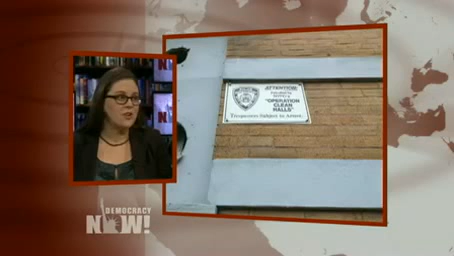 ATTENTION!
"OPERATION
CLEAN
HALLS"
Trespassers Subject to Arrest.
DEMOCRACY
NOW!